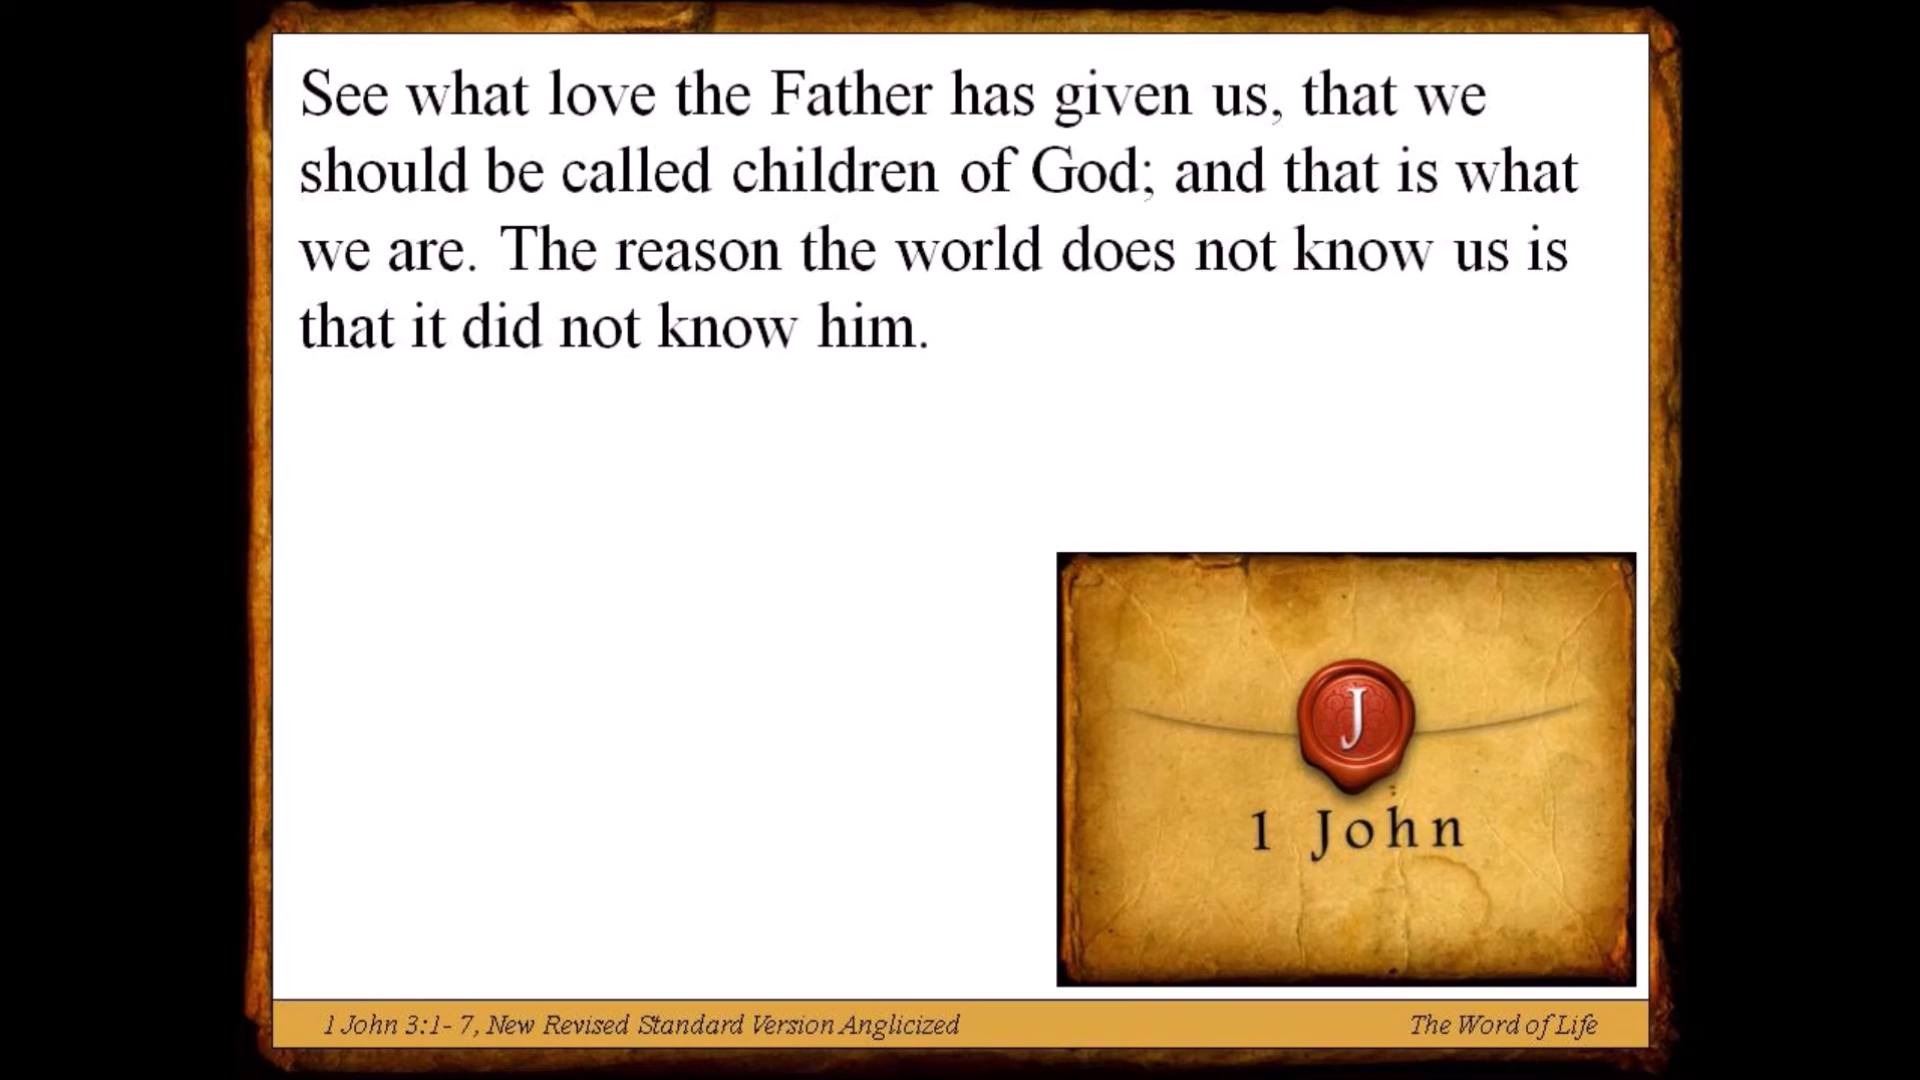 See what love the Father has given us, that we
should be called children of God; and that is what
we are. The reason the world does not know us is
that it did not know him.
J
1 John
1 John 3:1- 7, New Revised Standard Version Anglicized
The Word of Life